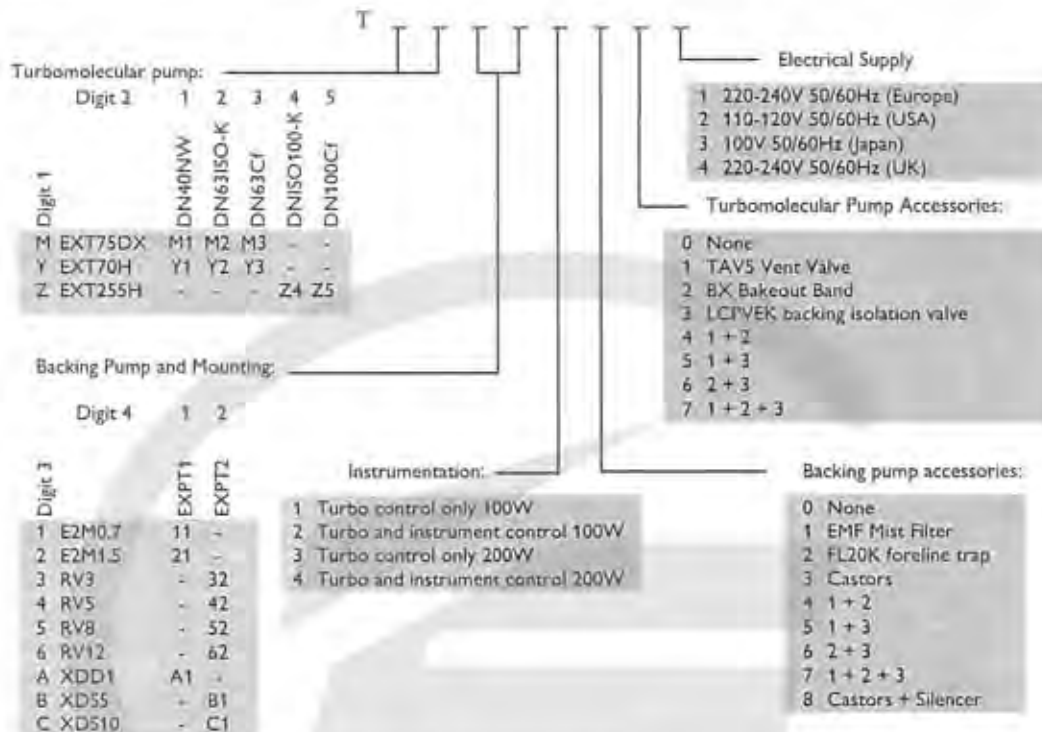 T _ _ _ _ _ _ _ _
Turbomolecular pump:
Digit 2 1 2 3 4 5
Digit 1 DN40NW DN63ISO-K DN63Cf DNISO100-K DN100Cf
M EXT75DX M1 M2 M3 - -
Y EXT70H Y1 Y2 Y3 - -
Z EXT255H - - - Z4 Z5
Backing Pump and Mounting:
Digit 4 1 2
Digit 3 EXPT1 EXPT2
1 E2M0.7 11 -
2 E2M1.5 21 -
3 RV3 - 32
4 RV5 - 42
5 RV8 - 52
6 RV12 - 62
A XDD1 A1 -
B XDS5 - B1
C XDS10 - C1
Instrumentation:
1 Turbo control only 100W
2 Turbo and instrument control 100W
3 Turbo control only 200W
4 Turbo and instrument control 200W
Electrical Supply
1 220-240V 50/60Hz (Europe)
2 110-120V 50/60Hz (USA)
3 100V 50/60Hz (Japan)
4 220-240V 50/60Hz (UK)
Turbomolecular Pump Accessories:
0 None
1 TAV5 Vent Valve
2 BX Bakeout Band
3 LCPVEK backing isolation valve
4 1 + 2
5 1 + 3
6 2 + 3
7 1 + 2 + 3
Backing pump accessories:
0 None
1 EMF Mist Filter
2 FL20K foreline trap
3 Castors
4 1 + 2
5 1 + 3
6 2 + 3
7 1 + 2 + 3
8 Castors + Silencer